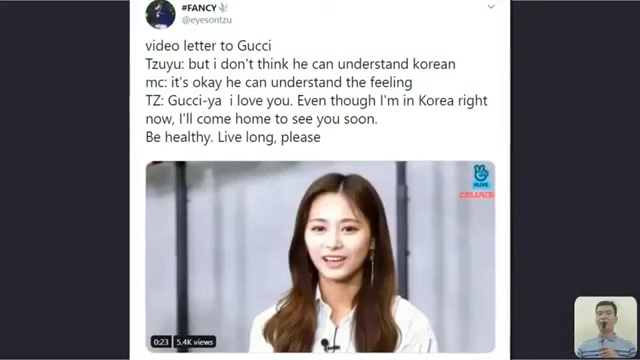 #FANCY
@eyesontzu
video letter to Gucci
Tzuyu: but i don't think he can understand korean
mc: it's okay he can understand the feeling
TZ: Gucci-ya i love you. Even though I'm in Korea right
now, I'll come home to see you soon.
Be healthy. Live long, please
VLIVE
0:23
5.4K views